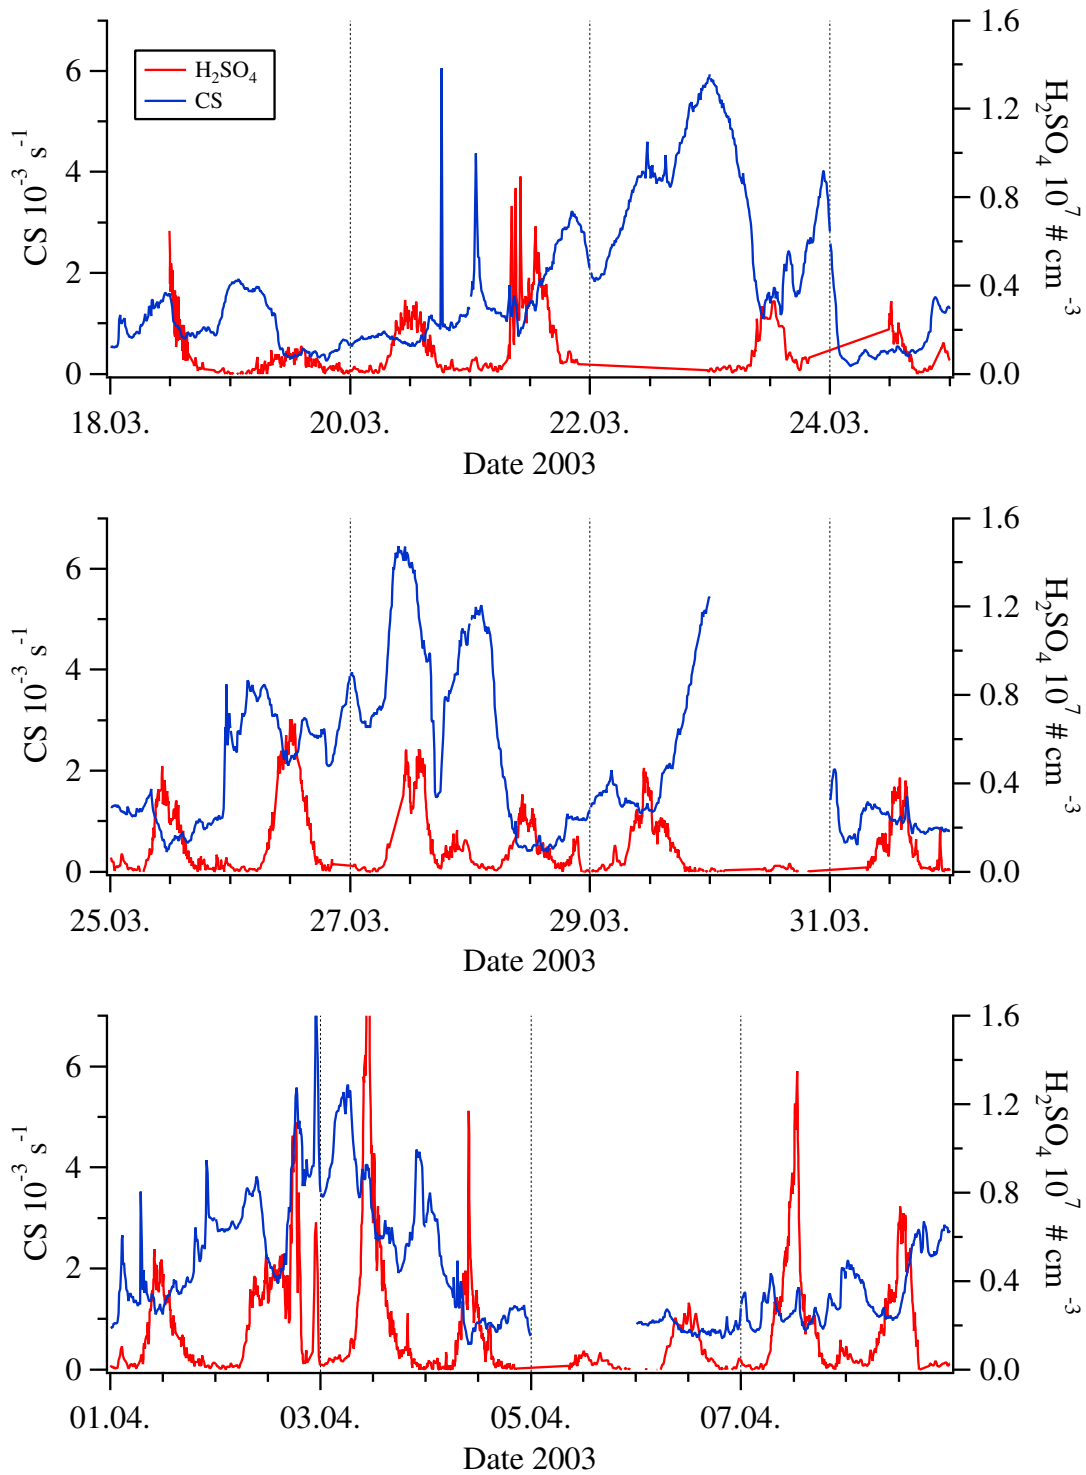 H₂SO₄
CS
6
4
2
0
CS 10⁻³ s⁻¹
1.6
1.2
0.8
0.4
0.0
H₂SO₄ 10⁷ # cm⁻³
18.03. 20.03. 22.03. 24.03.
Date 2003
6
4
2
0
CS 10⁻³ s⁻¹
1.6
1.2
0.8
0.4
0.0
H₂SO₄ 10⁷ # cm⁻³
25.03. 27.03. 29.03. 31.03.
Date 2003
6
4
2
0
CS 10⁻³ s⁻¹
1.6
1.2
0.8
0.4
0.0
H₂SO₄ 10⁷ # cm⁻³
01.04. 03.04. 05.04. 07.04.
Date 2003